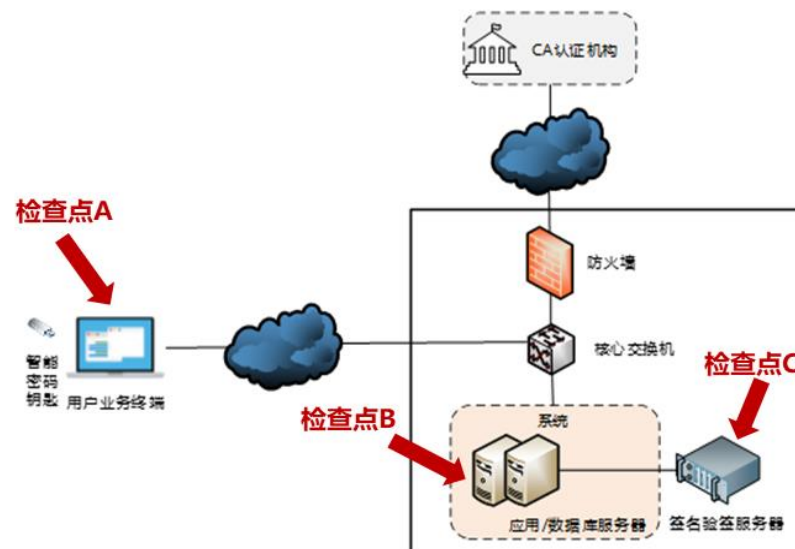 CA认证机构
检查点A
防火墙
智能
密码
钥匙
用户业务终端
核心交换机
检查点C
检查点B
系统
应用/数据库服务器
签名验签服务器